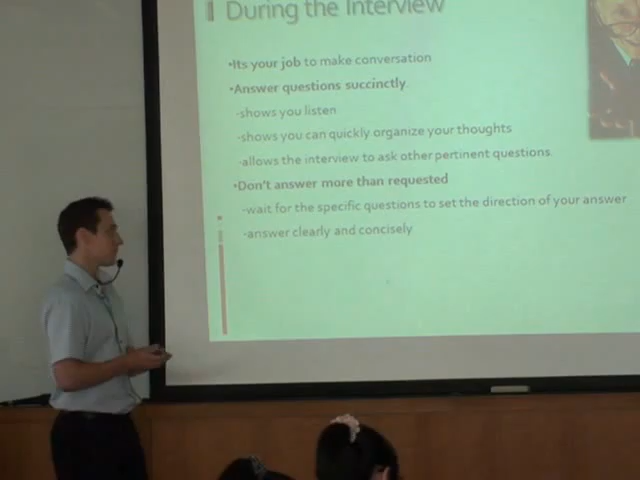 During the Interview
•Its your job to make conversation
•Answer questions succinctly
-shows you listen
-shows you can quickly organize your thoughts
-allows the interview to ask other pertinent questions.
•Don't answer more than requested
-wait for the specific questions to set the direction of your answer
-answer clearly and concisely